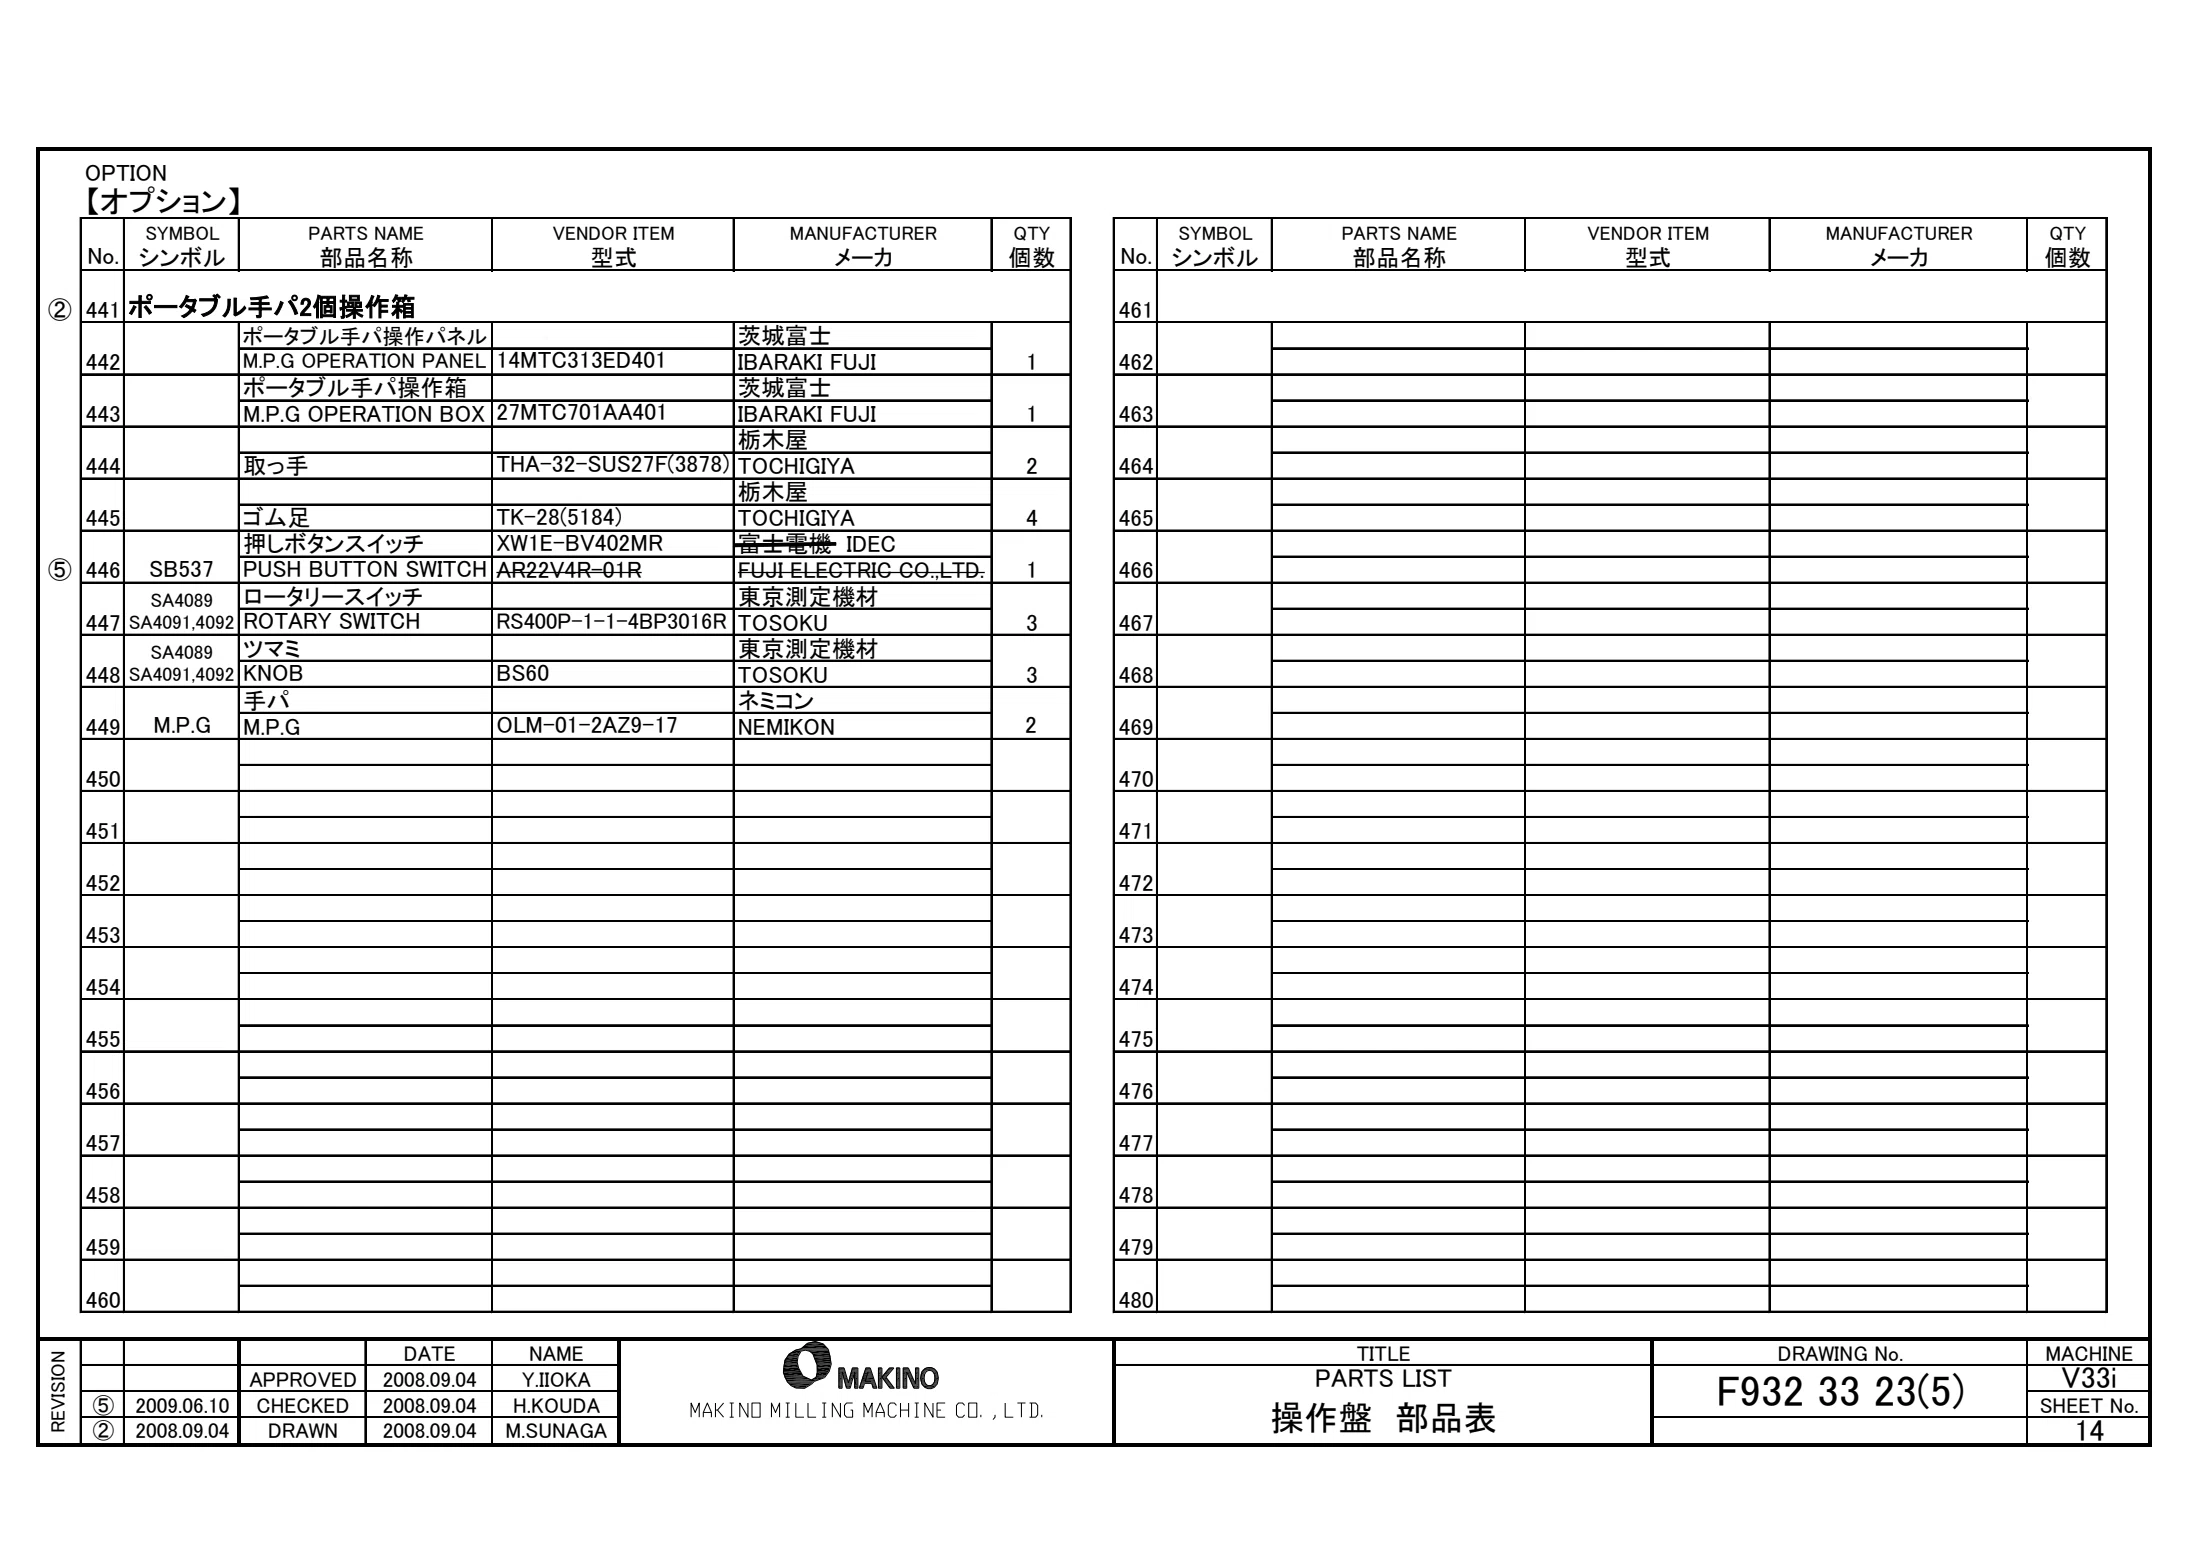 OPTION
【オプション】
No. SYMBOL PARTS NAME VENDOR ITEM MANUFACTURER QTY
シンボル 部品名称 型式 メーカ 個数
② 441 ポータブル手パ2個操作箱
ポータブル手パ操作パネル 茨城富士
442 M.P.G OPERATION PANEL 14MTC313ED401 IBARAKI FUJI 1
ポータブル手パ操作箱 茨城富士
443 M.P.G OPERATION BOX 27MTC701AA401 IBARAKI FUJI 1
栃木屋
444 取っ手 THA-32-SUS27F(3878) TOCHIGIYA 2
栃木屋
445 ゴム足 TK-28(5184) TOCHIGIYA 4
押しボタンスイッチ XW1E-BV402MR 富士電機 IDEC
⑤ 446 SB537 PUSH BUTTON SWITCH AR22V4R-01R FUJI ELECTRIC CO.,LTD. 1
SA4089 ロータリースイッチ 東京測定機材
447 SA4091,4092 ROTARY SWITCH RS400P-1-1-4BP3016R TOSOKU 3
SA4089 ツマミ 東京測定機材
448 SA4091,4092 KNOB BS60 TOSOKU 3
手パ ネミコン
449 M.P.G M.P.G OLM-01-2AZ9-17 NEMIKON 2
450
451
452
453
454
455
456
457
458
459
460
No. SYMBOL PARTS NAME VENDOR ITEM MANUFACTURER QTY
シンボル 部品名称 型式 メーカ 個数
461
462
463
464
465
466
467
468
469
470
471
472
473
474
475
476
477
478
479
480
REVISION
DATE NAME
APPROVED 2008.09.04 Y.IIOKA
⑤ 2009.06.10 CHECKED 2008.09.04 H.KOUDA
② 2008.09.04 DRAWN 2008.09.04 M.SUNAGA
MAKINO
MAKINO MILLING MACHINE CO.,LTD.
TITLE
PARTS LIST
操作盤 部品表
DRAWING No.
F932 33 23(5)
MACHINE
V33i
SHEET No.
14